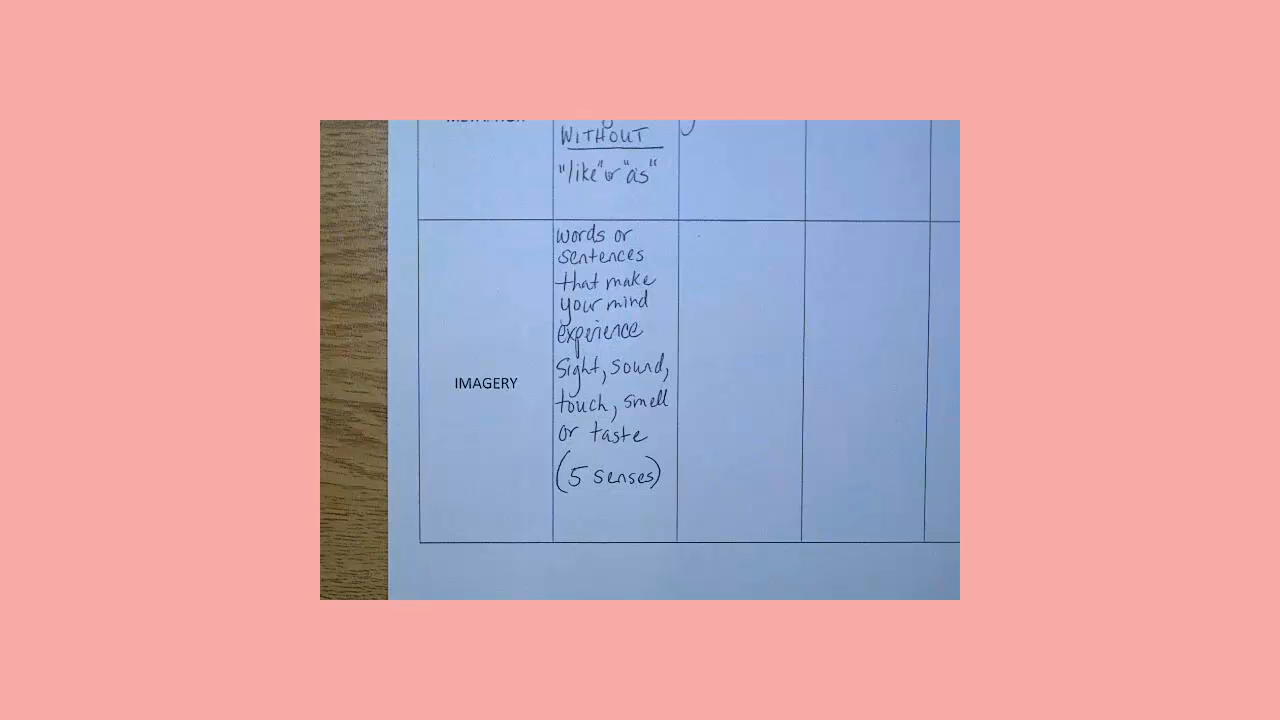 WITHOUT
"like" or "as"
words or
sentences
that make
your mind
experience
sight, sound,
touch, smell
or taste
(5 senses)
IMAGERY